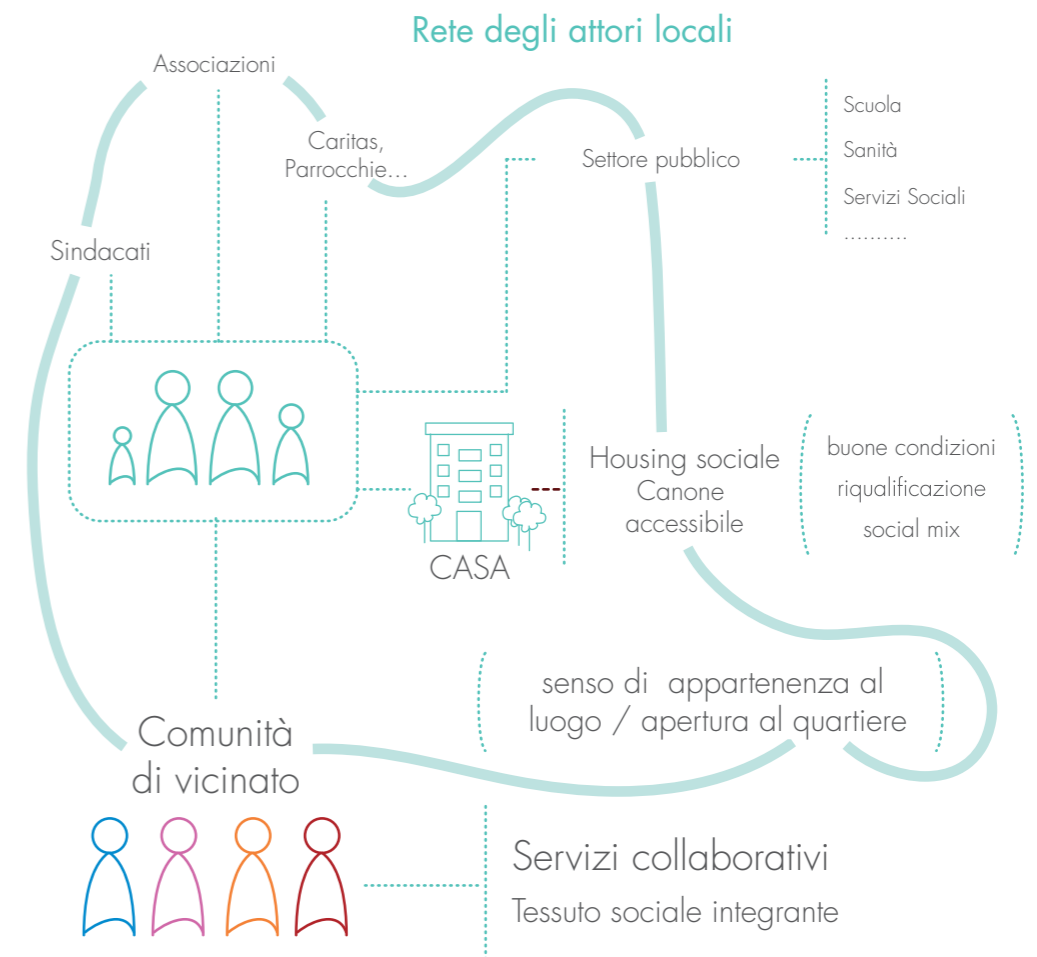 Rete degli attori locali
Associazioni
Caritas,
Parrocchie...
Settore pubblico
Scuola
Sanità
Servizi Sociali
..........
Sindacati
Housing sociale
Canone
accessibile
buone condizioni
riqualificazione
social mix
CASA
senso di appartenenza al
luogo / apertura al quartiere
Comunità
di vicinato
Servizi collaborativi
Tessuto sociale integrante